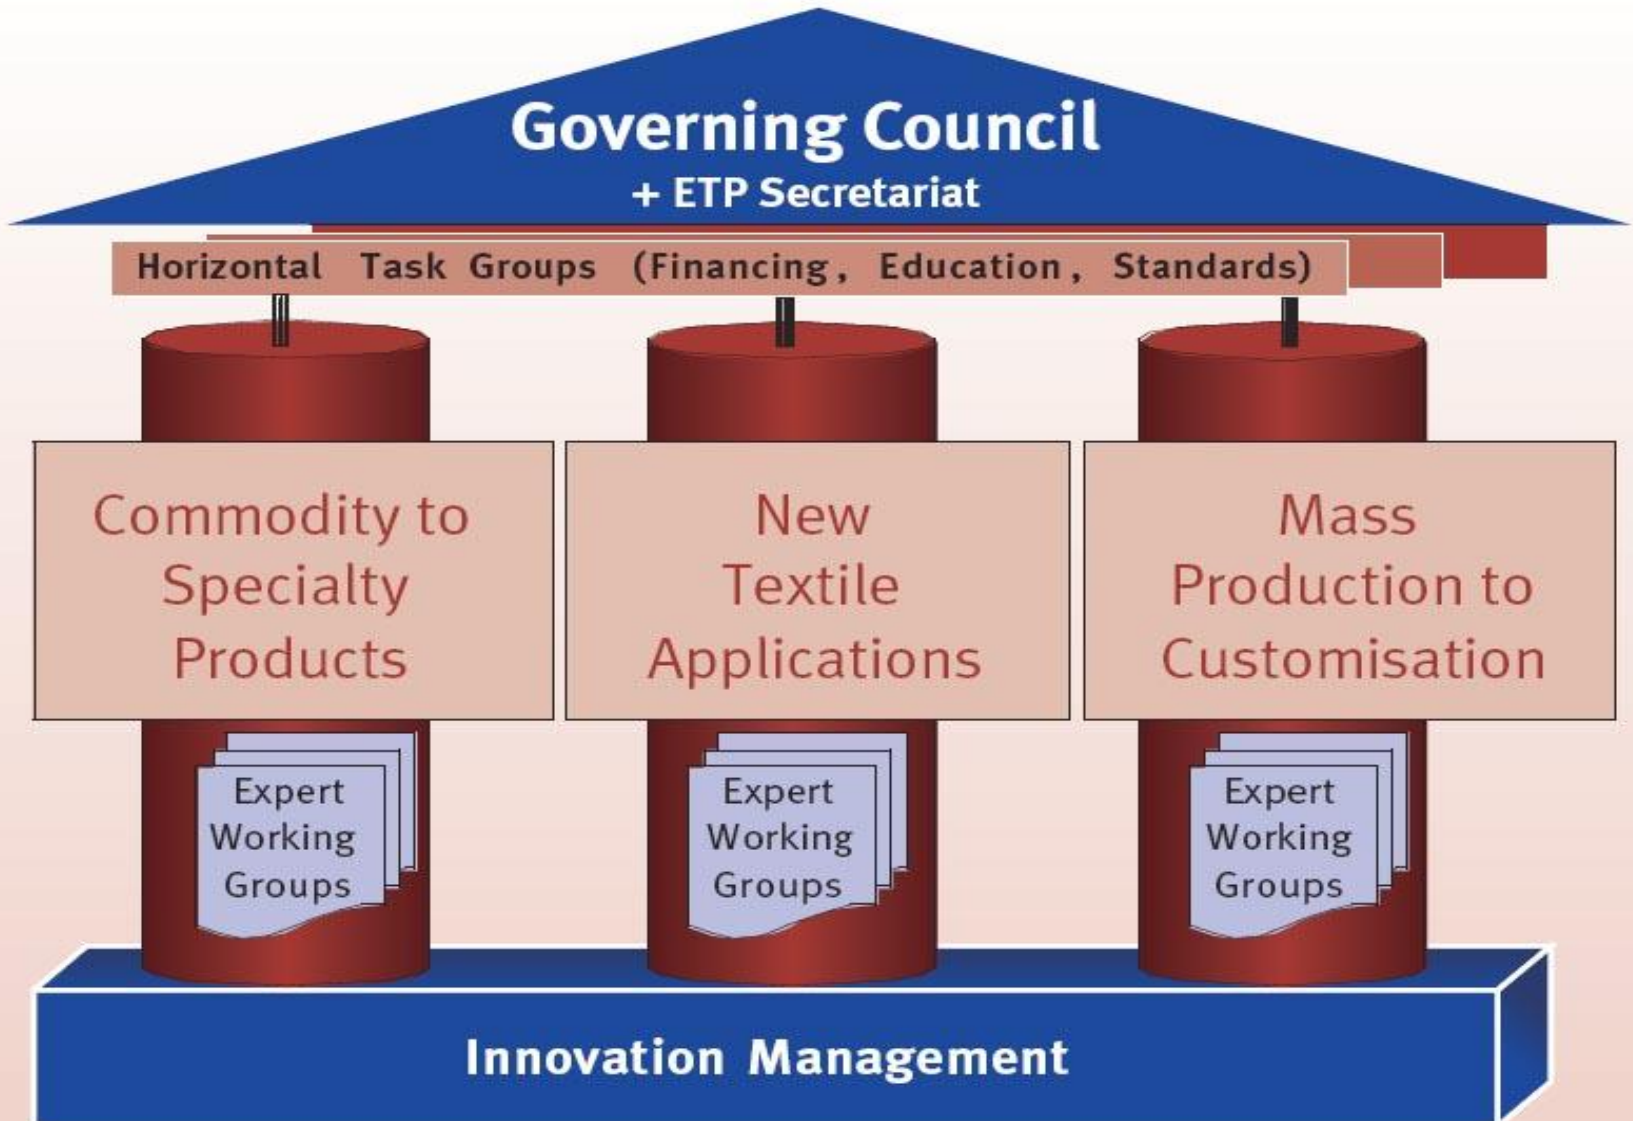 Governing Council
+ ETP Secretariat
Horizontal Task Groups (Financing, Education, Standards)
Commodity to
Specialty
Products
New
Textile
Applications
Mass
Production to
Customisation
Expert
Working
Groups
Expert
Working
Groups
Expert
Working
Groups
Innovation Management